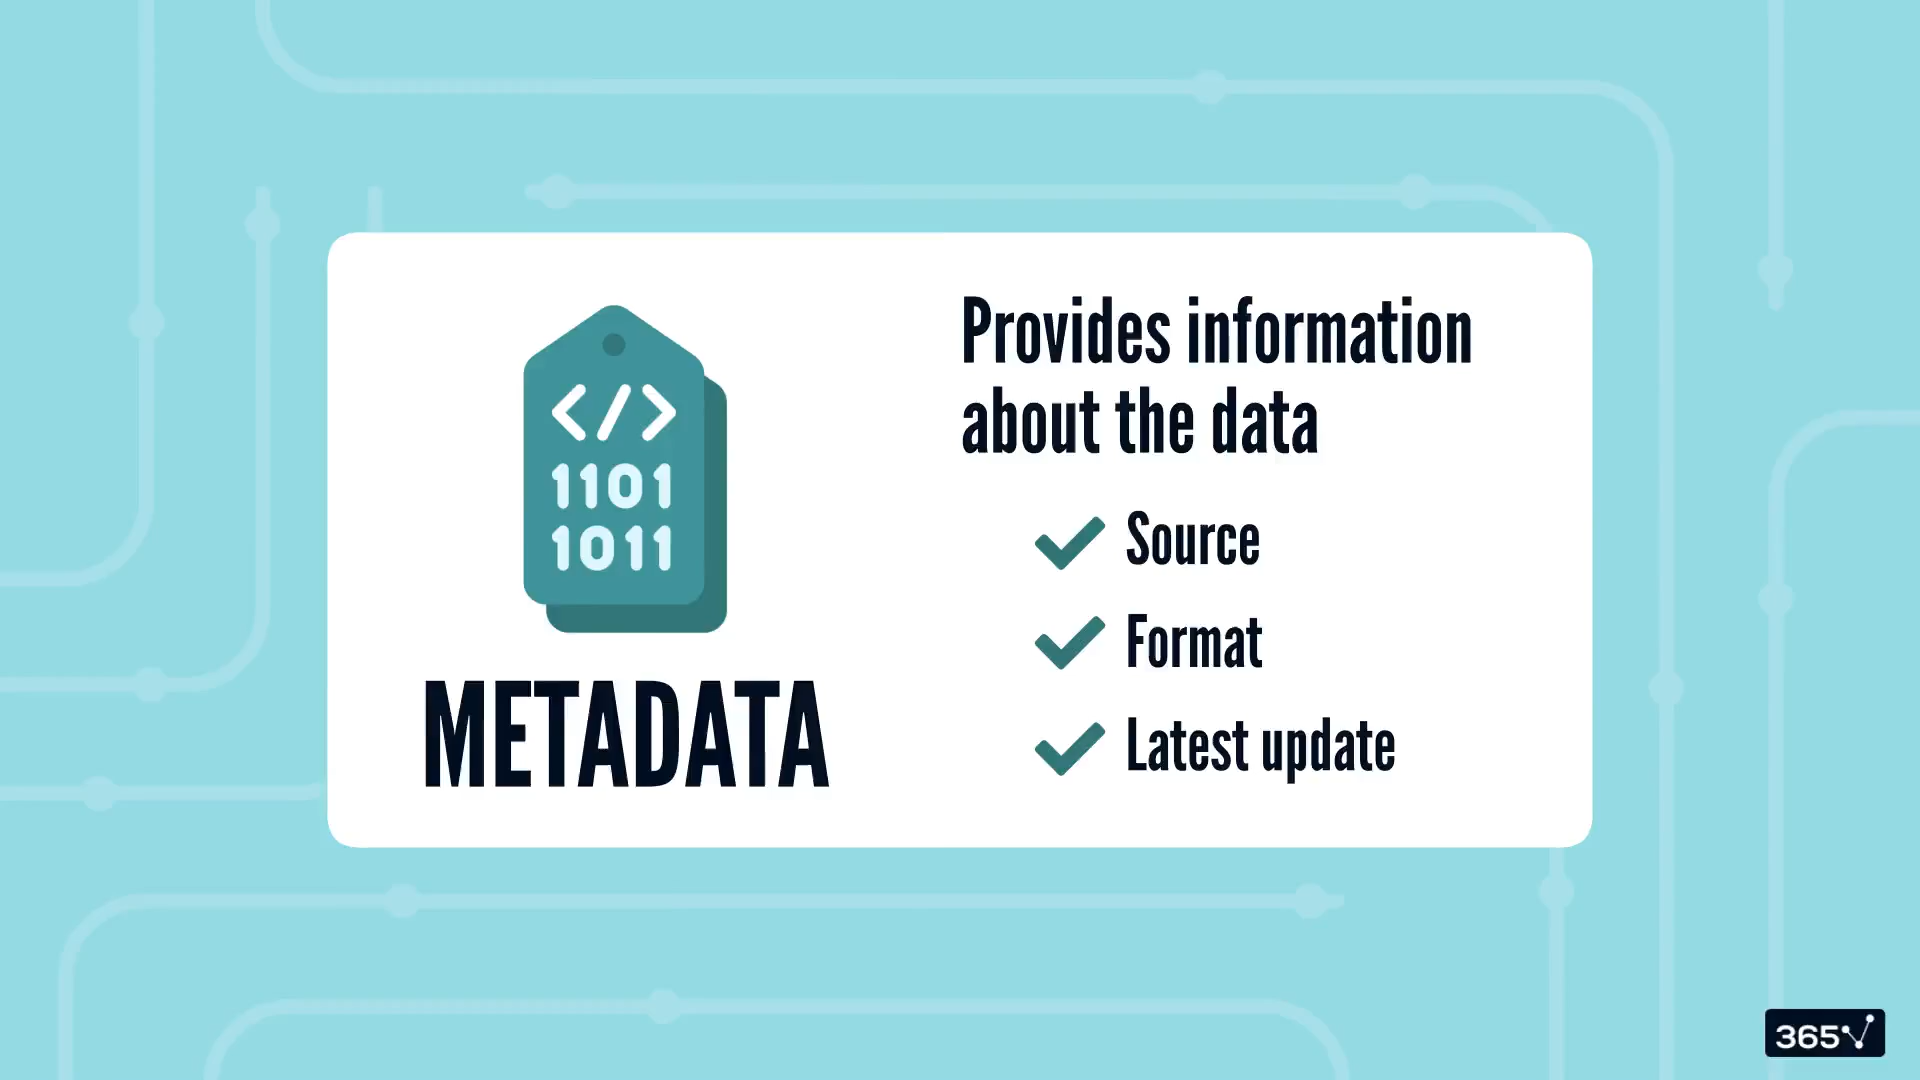 </>
1101
1011
METADATA
Provides information
about the data
Source
Format
Latest update
365